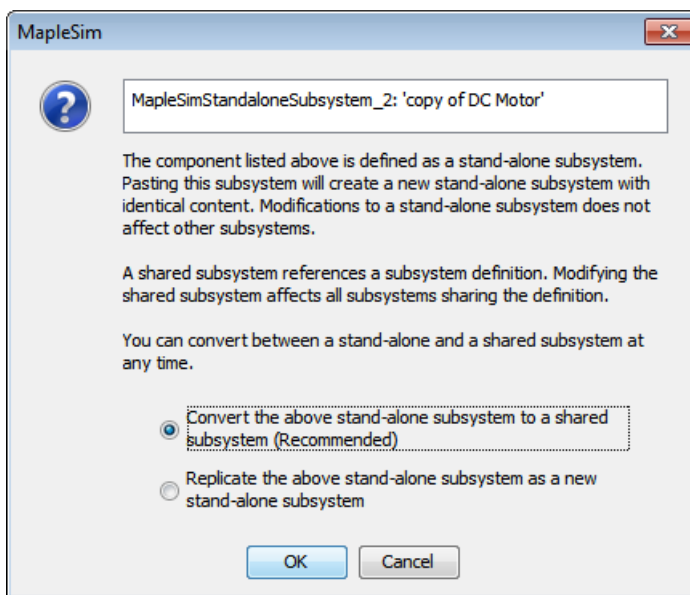 MapleSim
MapleSimStandaloneSubsystem_2: 'copy of DC Motor'
The component listed above is defined as a stand-alone subsystem.
Pasting this subsystem will create a new stand-alone subsystem with
identical content. Modifications to a stand-alone subsystem does not
affect other subsystems.
A shared subsystem references a subsystem definition. Modifying the
shared subsystem affects all subsystems sharing the definition.
You can convert between a stand-alone and a shared subsystem at
any time.
Convert the above stand-alone subsystem to a shared
subsystem (Recommended)
Replicate the above stand-alone subsystem as a new
stand-alone subsystem
OK Cancel